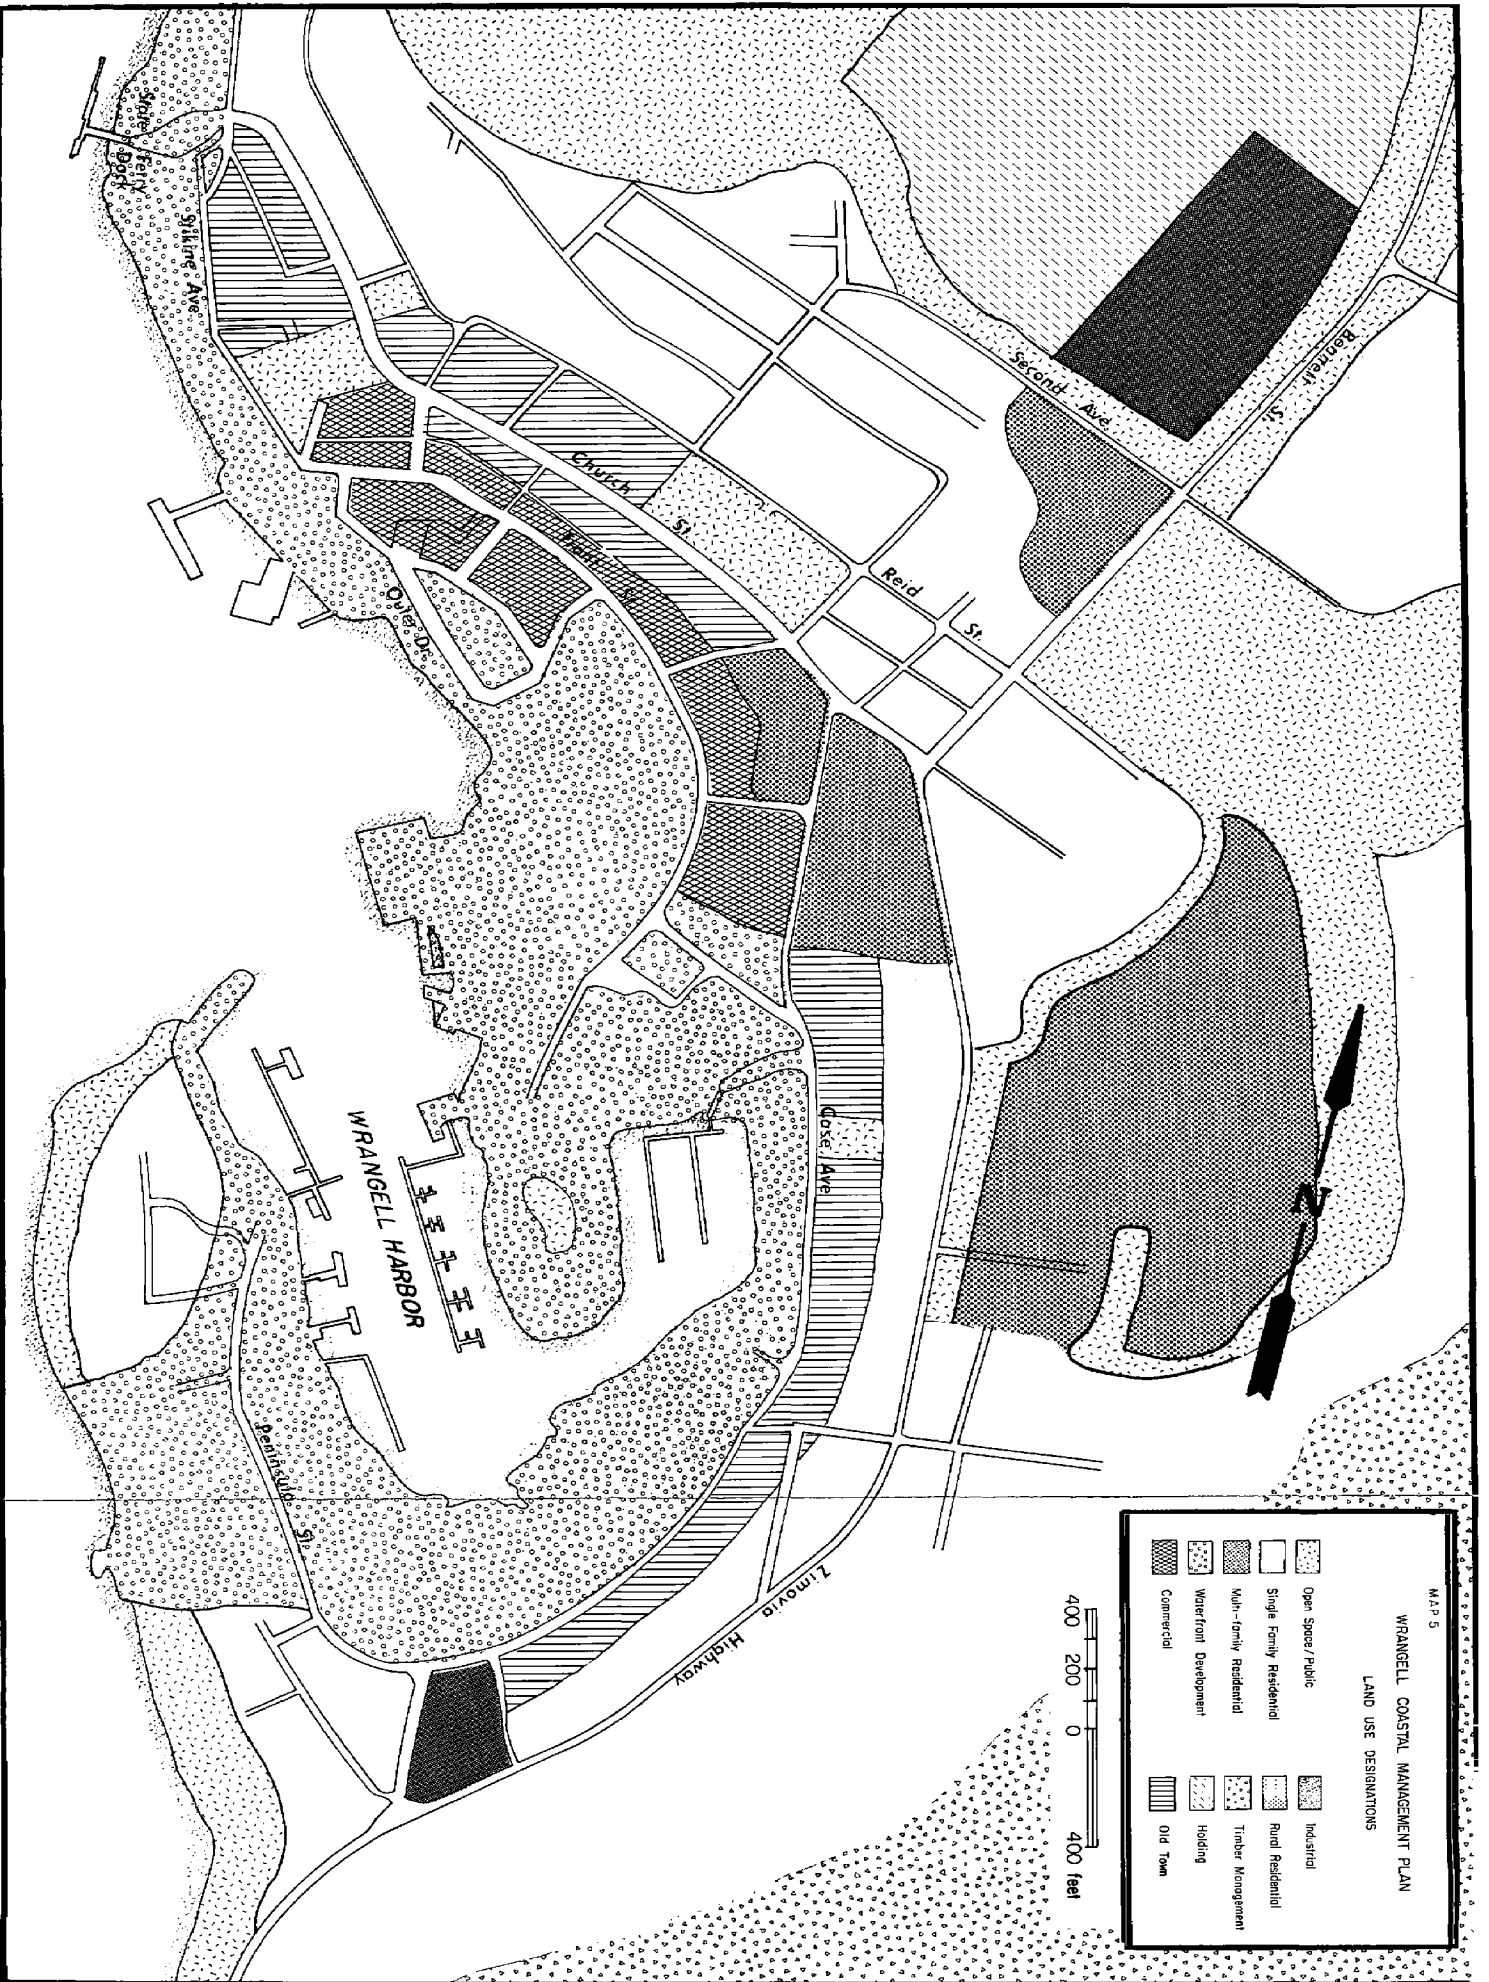 MAP 5
WRANGELL COASTAL MANAGEMENT PLAN
LAND USE DESIGNATIONS
Open Space/Public
Single Family Residential
Multi-family Residential
Waterfront Development
Commercial
Industrial
Rural Residential
Timber Management
Holding
Old Town
400 200 0 400 feet
N
State Ferry
Dock
Stikine Ave
Second Ave
Bennett St.
Church St.
Reid St.
Outer Dr.
Case Ave
WRANGELL HARBOR
Peninsula St.
Zimovia Highway